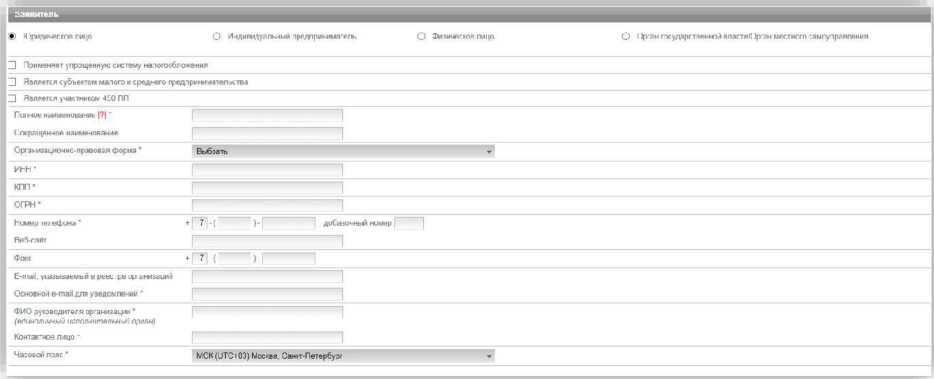 Заявитель
Юридическое лицо Индивидуальный предприниматель Физическое лицо Орган государственной власти/Орган местного самоуправления
Применяет упрощенную систему налогообложения
Является субъектом малого и среднего предпринимательства
Является участником 450 ПП
Полное наименование [?] *
Сокращенное наименование
Организационно-правовая форма * Выбрать
ИНН *
КПП *
ОГРН *
Номер телефона * + 7 - ( ) - добавочный номер
Веб-сайт
Факс + 7 ( )
E-mail, указываемый в реестре организаций
Основной e-mail для уведомлений *
ФИО руководителя организации *
(единоличный исполнительный орган)
Контактное лицо *
Часовой пояс * МСК (UTC+03) Москва, Санкт-Петербург